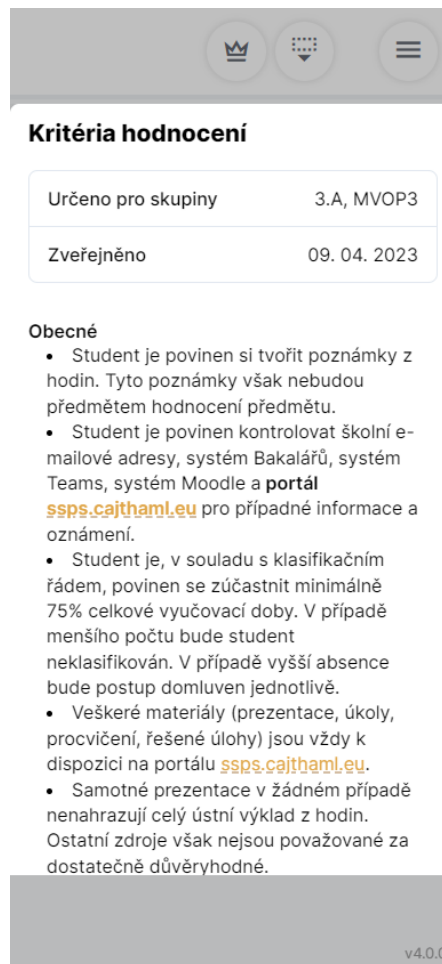 Kritéria hodnocení
Určeno pro skupiny 3.A, MVOP3
Zveřejněno 09. 04. 2023
Obecné
• Student je povinen si tvořit poznámky z
hodin. Tyto poznámky však nebudou
předmětem hodnocení předmětu.
• Student je povinen kontrolovat školní e-
mailové adresy, systém Bakalářů, systém
Teams, systém Moodle a portál
ssps.cajthaml.eu pro případné informace a
oznámení.
• Student je, v souladu s klasifikačním
řádem, povinen se zúčastnit minimálně
75% celkové vyučovací doby. V případě
menšího počtu bude student
neklasifikován. V případě vyšší absence
bude postup domluven jednotlivě.
• Veškeré materiály (prezentace, úkoly,
procvičení, řešené úlohy) jsou vždy k
dispozici na portálu ssps.cajthaml.eu.
• Samotné prezentace v žádném případě
nenahrazují celý ústní výklad z hodin.
Ostatní zdroje však nejsou považované za
dostatečně důvěryhodné.
v4.0.0